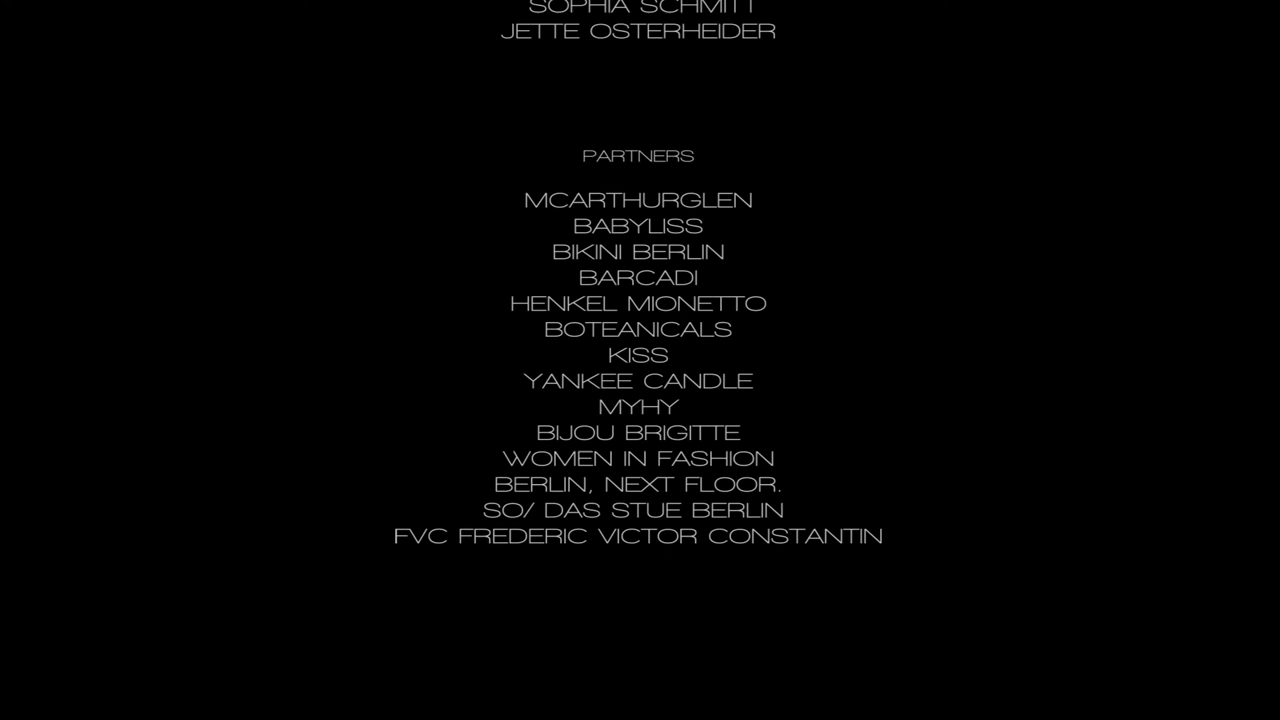 SOPHIA SCHMITT
JETTE OSTERHEIDER
PARTNERS
MCARTHURGLEN
BABYLISS
BIKINI BERLIN
BARCADI
HENKEL MIONETTO
BOTEANICALS
KISS
YANKEE CANDLE
MYHY
BIJOU BRIGITTE
WOMEN IN FASHION
BERLIN, NEXT FLOOR.
SO/ DAS STUE BERLIN
FVC FREDERIC VICTOR CONSTANTIN